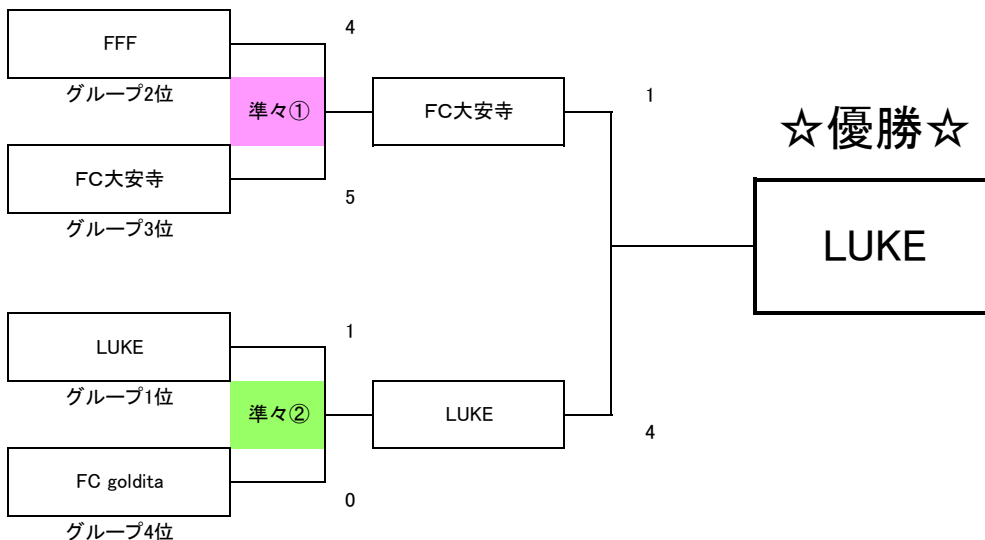 FFF
4
グループ2位
準々①
FC大安寺
1
☆優勝☆
FC大安寺
5
グループ3位
LUKE
LUKE
1
グループ1位
準々②
LUKE
4
FC goldita
0
グループ4位